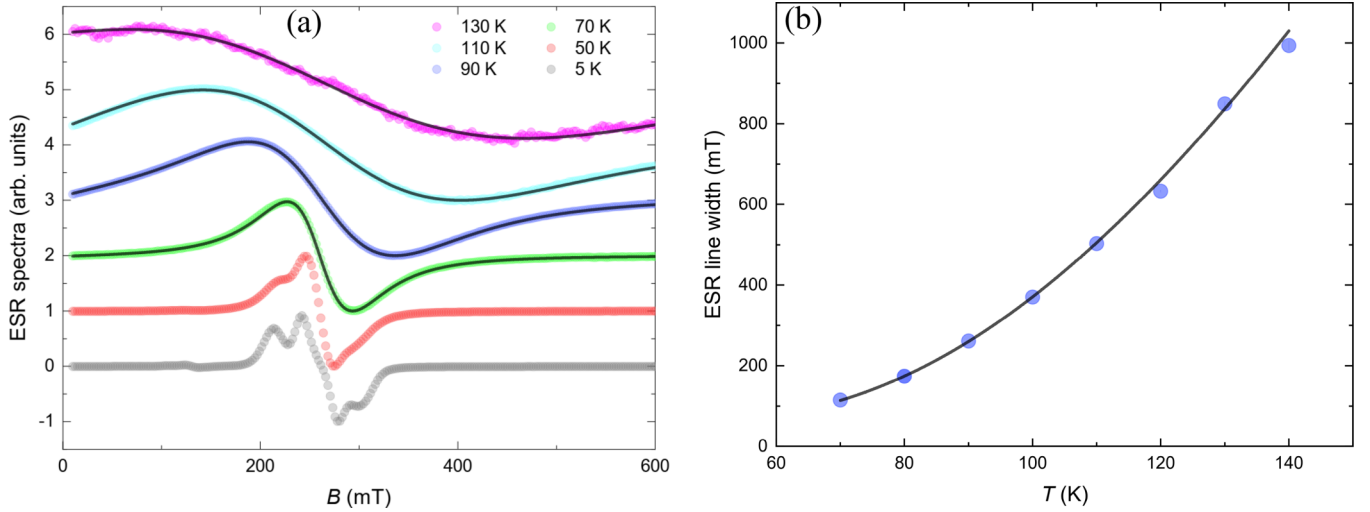 (a)
130 K
110 K
90 K
70 K
50 K
5 K
ESR spectra (arb. units)
6
5
4
3
2
1
0
-1
0
200
400
600
B (mT)
(b)
ESR line width (mT)
1000
800
600
400
200
0
60
80
100
120
140
T (K)